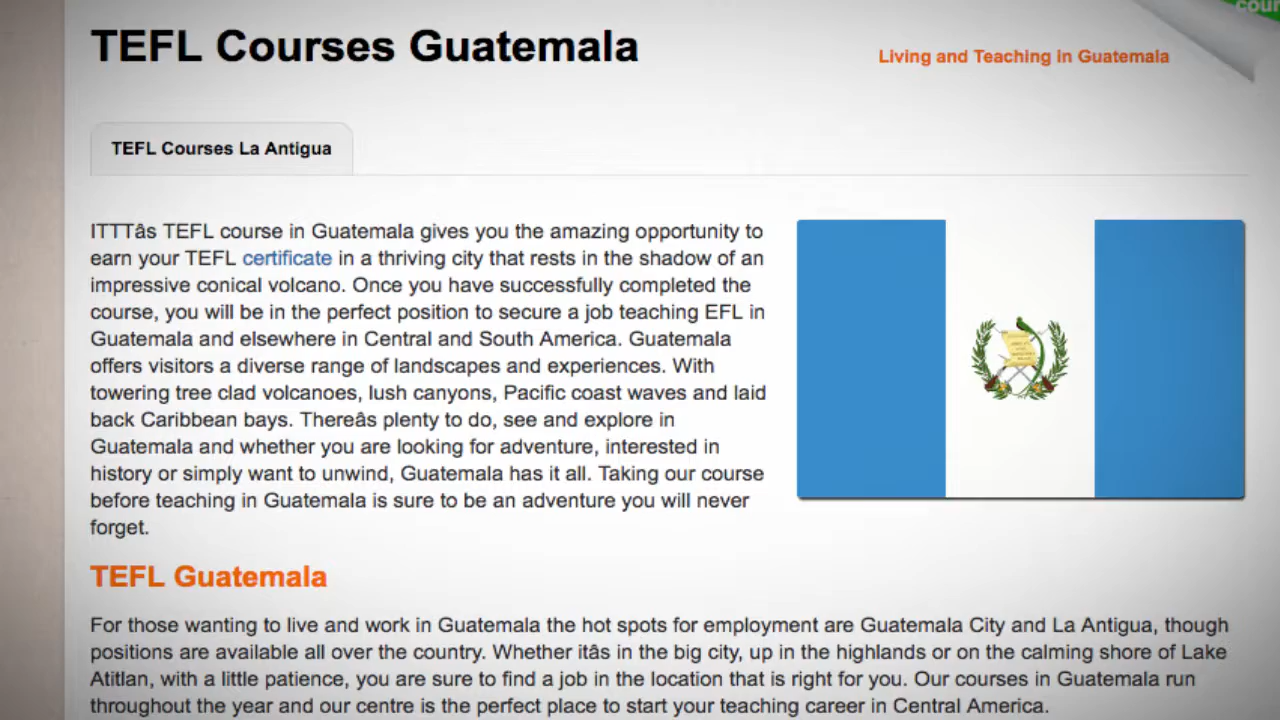 cour
TEFL Courses Guatemala
Living and Teaching in Guatemala
TEFL Courses La Antigua
ITTTâs TEFL course in Guatemala gives you the amazing opportunity to
earn your TEFL certificate in a thriving city that rests in the shadow of an
impressive conical volcano. Once you have successfully completed the
course, you will be in the perfect position to secure a job teaching EFL in
Guatemala and elsewhere in Central and South America. Guatemala
offers visitors a diverse range of landscapes and experiences. With
towering tree clad volcanoes, lush canyons, Pacific coast waves and laid
back Caribbean bays. Thereâs plenty to do, see and explore in
Guatemala and whether you are looking for adventure, interested in
history or simply want to unwind, Guatemala has it all. Taking our course
before teaching in Guatemala is sure to be an adventure you will never
forget.
TEFL Guatemala
For those wanting to live and work in Guatemala the hot spots for employment are Guatemala City and La Antigua, though
positions are available all over the country. Whether itâs in the big city, up in the highlands or on the calming shore of Lake
Atitlan, with a little patience, you are sure to find a job in the location that is right for you. Our courses in Guatemala run
throughout the year and our centre is the perfect place to start your teaching career in Central America.